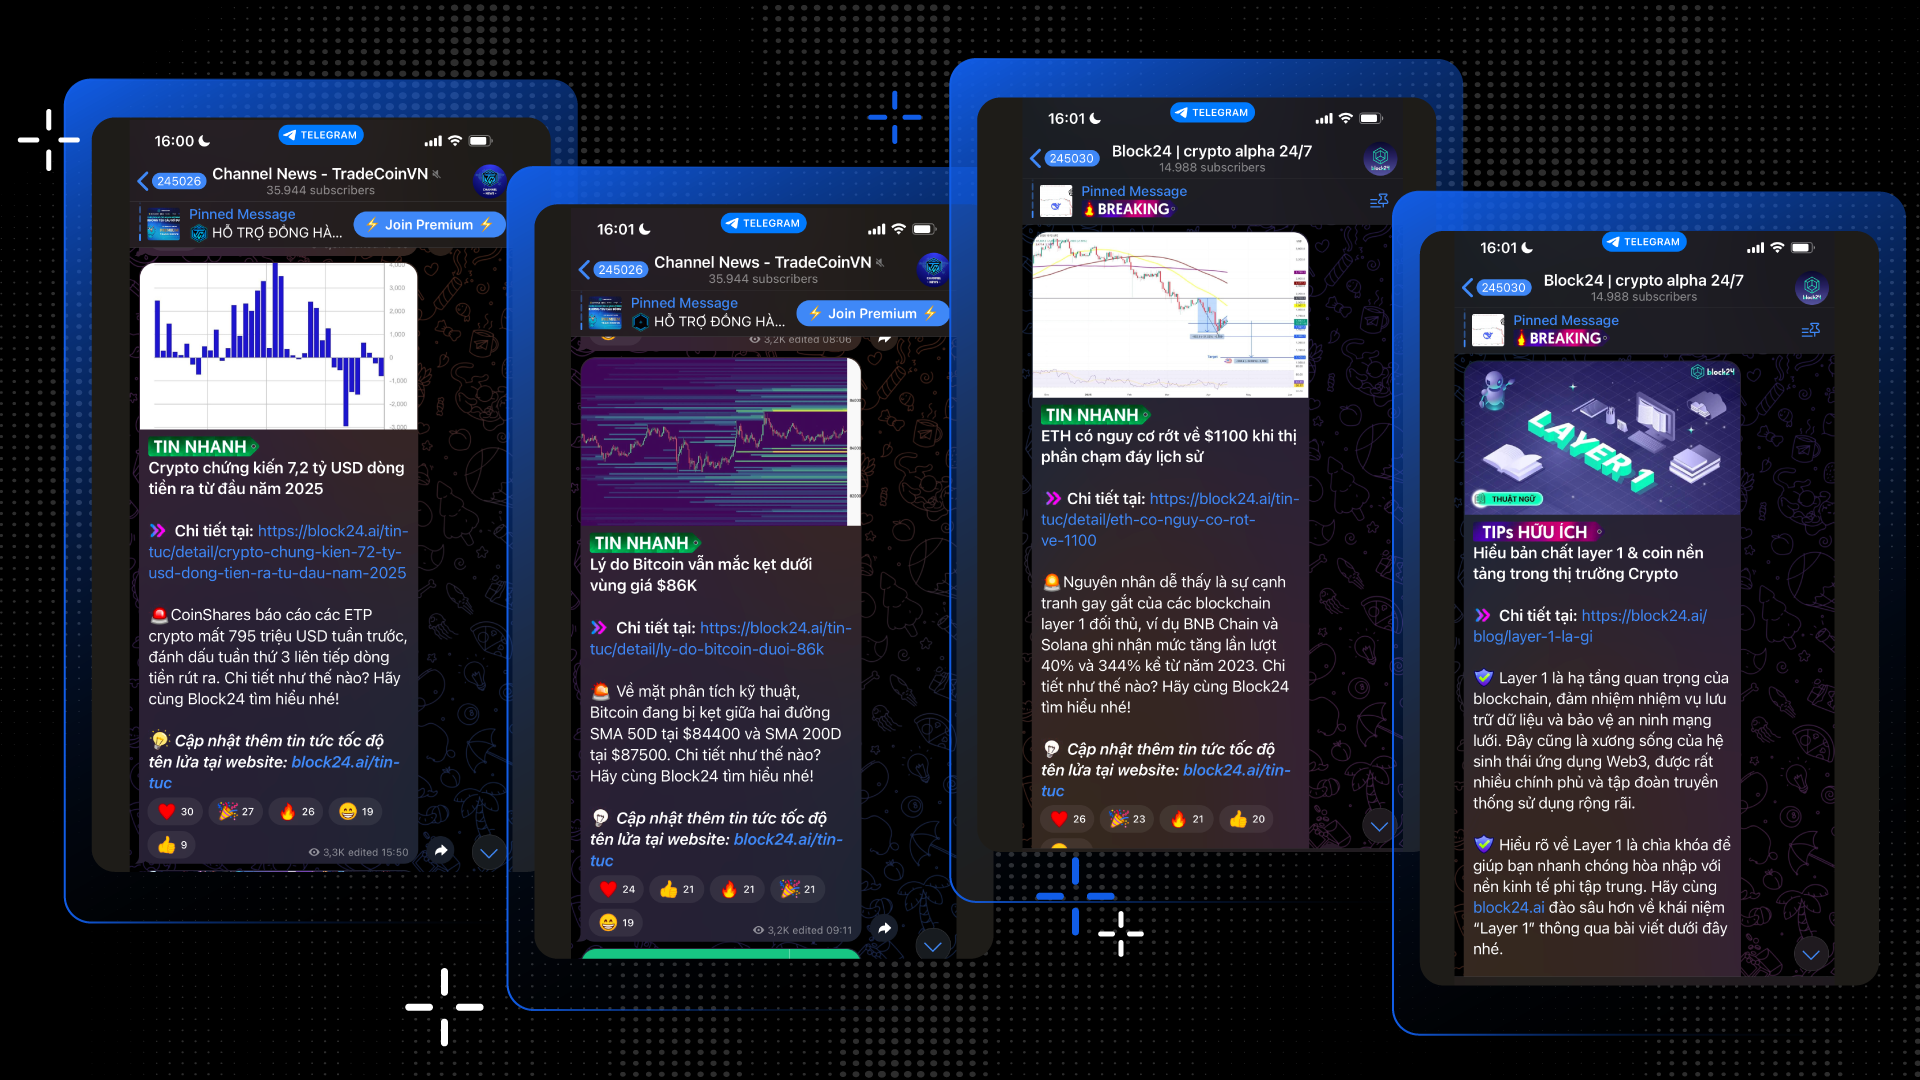 16:00
TELEGRAM
245026
Channel News - TradeCoinVN
35.944 subscribers
Pinned Message
HỖ TRỢ ĐỒNG HÀ...
Join Premium
4,000
3,000
2,000
1,000
0
-1,000
-2,000
-3,000
TIN NHANH
Crypto chứng kiến 7,2 tỷ USD dòng
tiền ra từ đầu năm 2025
Chi tiết tại: https://block24.ai/tin-
tuc/detail/crypto-chung-kien-72-ty-
usd-dong-tien-ra-tu-dau-nam-2025
CoinShares báo cáo các ETP
crypto mất 795 triệu USD tuần trước,
đánh dấu tuần thứ 3 liên tiếp dòng
tiền rút ra. Chi tiết như thế nào? Hãy
cùng Block24 tìm hiểu nhé!
Cập nhật thêm tin tức tốc độ
tên lửa tại website: block24.ai/tin-
tuc
30
27
26
19
9
3,3K edited 15:50
16:01
TELEGRAM
245026
Channel News - TradeCoinVN
35.944 subscribers
Pinned Message
HỖ TRỢ ĐỒNG HÀ...
Join Premium
3,2K edited 08:06
TIN NHANH
Lý do Bitcoin vẫn mắc kẹt dưới
vùng giá $86K
Chi tiết tại: https://block24.ai/tin-
tuc/detail/ly-do-bitcoin-duoi-86k
Về mặt phân tích kỹ thuật,
Bitcoin đang bị kẹt giữa hai đường
SMA 50D tại $84400 và SMA 200D
tại $87500. Chi tiết như thế nào?
Hãy cùng Block24 tìm hiểu nhé!
Cập nhật thêm tin tức tốc độ
tên lửa tại website: block24.ai/tin-
tuc
24
21
21
21
19
3,2K edited 09:11
16:01
TELEGRAM
245030
Block24 | crypto alpha 24/7
14.988 subscribers
block24
Pinned Message
BREAKING
TIN NHANH
ETH có nguy cơ rớt về $1100 khi thị
phần chạm đáy lịch sử
Chi tiết tại: https://block24.ai/tin-
tuc/detail/eth-co-nguy-co-rot-
ve-1100
Nguyên nhân dễ thấy là sự cạnh
tranh gay gắt của các blockchain
layer 1 đối thủ, ví dụ BNB Chain và
Solana ghi nhận mức tăng lần lượt
40% và 344% kể từ năm 2023. Chi
tiết như thế nào? Hãy cùng Block24
tìm hiểu nhé!
Cập nhật thêm tin tức tốc độ
tên lửa tại website: block24.ai/tin-
tuc
26
23
21
20
16:01
TELEGRAM
245030
Block24 | crypto alpha 24/7
14.988 subscribers
block24
Pinned Message
BREAKING
block24
LAYER 1
THUẬT NGỮ
TIPs HỮU ÍCH
Hiểu bản chất layer 1 & coin nền
tảng trong thị trường Crypto
Chi tiết tại: https://block24.ai/
blog/layer-1-la-gi
Layer 1 là hạ tầng quan trọng của
blockchain, đảm nhiệm nhiệm vụ lưu
trữ dữ liệu và bảo vệ an ninh mạng
lưới. Đây cũng là xương sống của hệ
sinh thái ứng dụng Web3, được rất
nhiều chính phủ và tập đoàn truyền
thống sử dụng rộng rãi.
Hiểu rõ về Layer 1 là chìa khóa để
giúp bạn nhanh chóng hòa nhập với
nền kinh tế phi tập trung. Hãy cùng
block24.ai đào sâu hơn về khái niệm
“Layer 1” thông qua bài viết dưới đây
nhé.